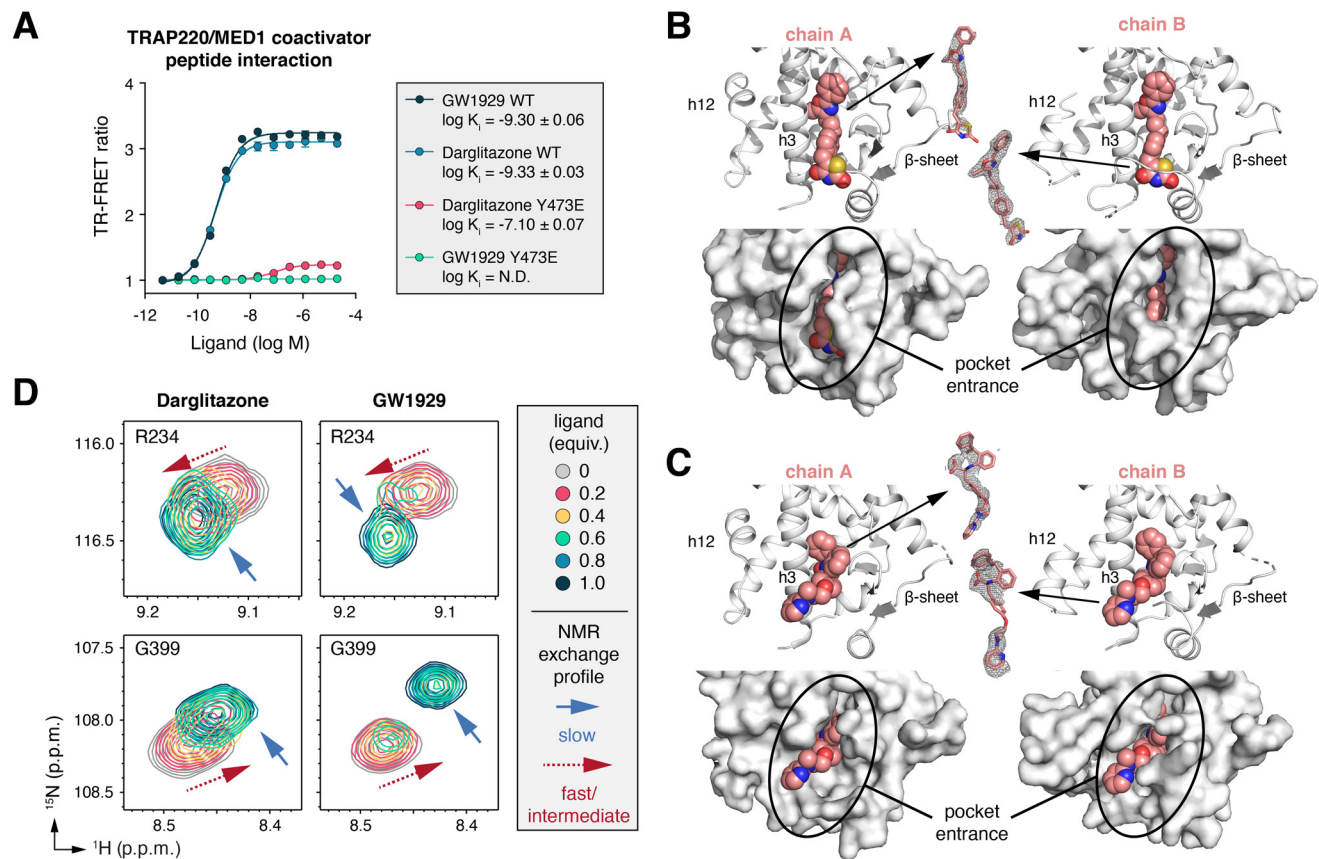 A
TRAP220/MED1 coactivator
peptide interaction
TR-FRET ratio
4
3
2
1
-12
-10
-8
-6
-4
Ligand (log M)
GW1929 WT
log Ki = -9.30 ± 0.06
Darglitazone WT
log Ki = -9.33 ± 0.03
Darglitazone Y473E
log Ki = -7.10 ± 0.07
GW1929 Y473E
log Ki = N.D.
B
chain A
chain B
h12
h3
β-sheet
h12
h3
β-sheet
pocket
entrance
C
chain A
chain B
h12
h3
β-sheet
h12
h3
β-sheet
pocket
entrance
D
Darglitazone
GW1929
R234
R234
116.0
116.5
9.2
9.1
9.2
9.1
G399
G399
107.5
108.0
108.5
8.5
8.4
8.5
8.4
15N (p.p.m.)
1H (p.p.m.)
ligand
(equiv.)
0
0.2
0.4
0.6
0.8
1.0
NMR
exchange
profile
slow
fast/
intermediate